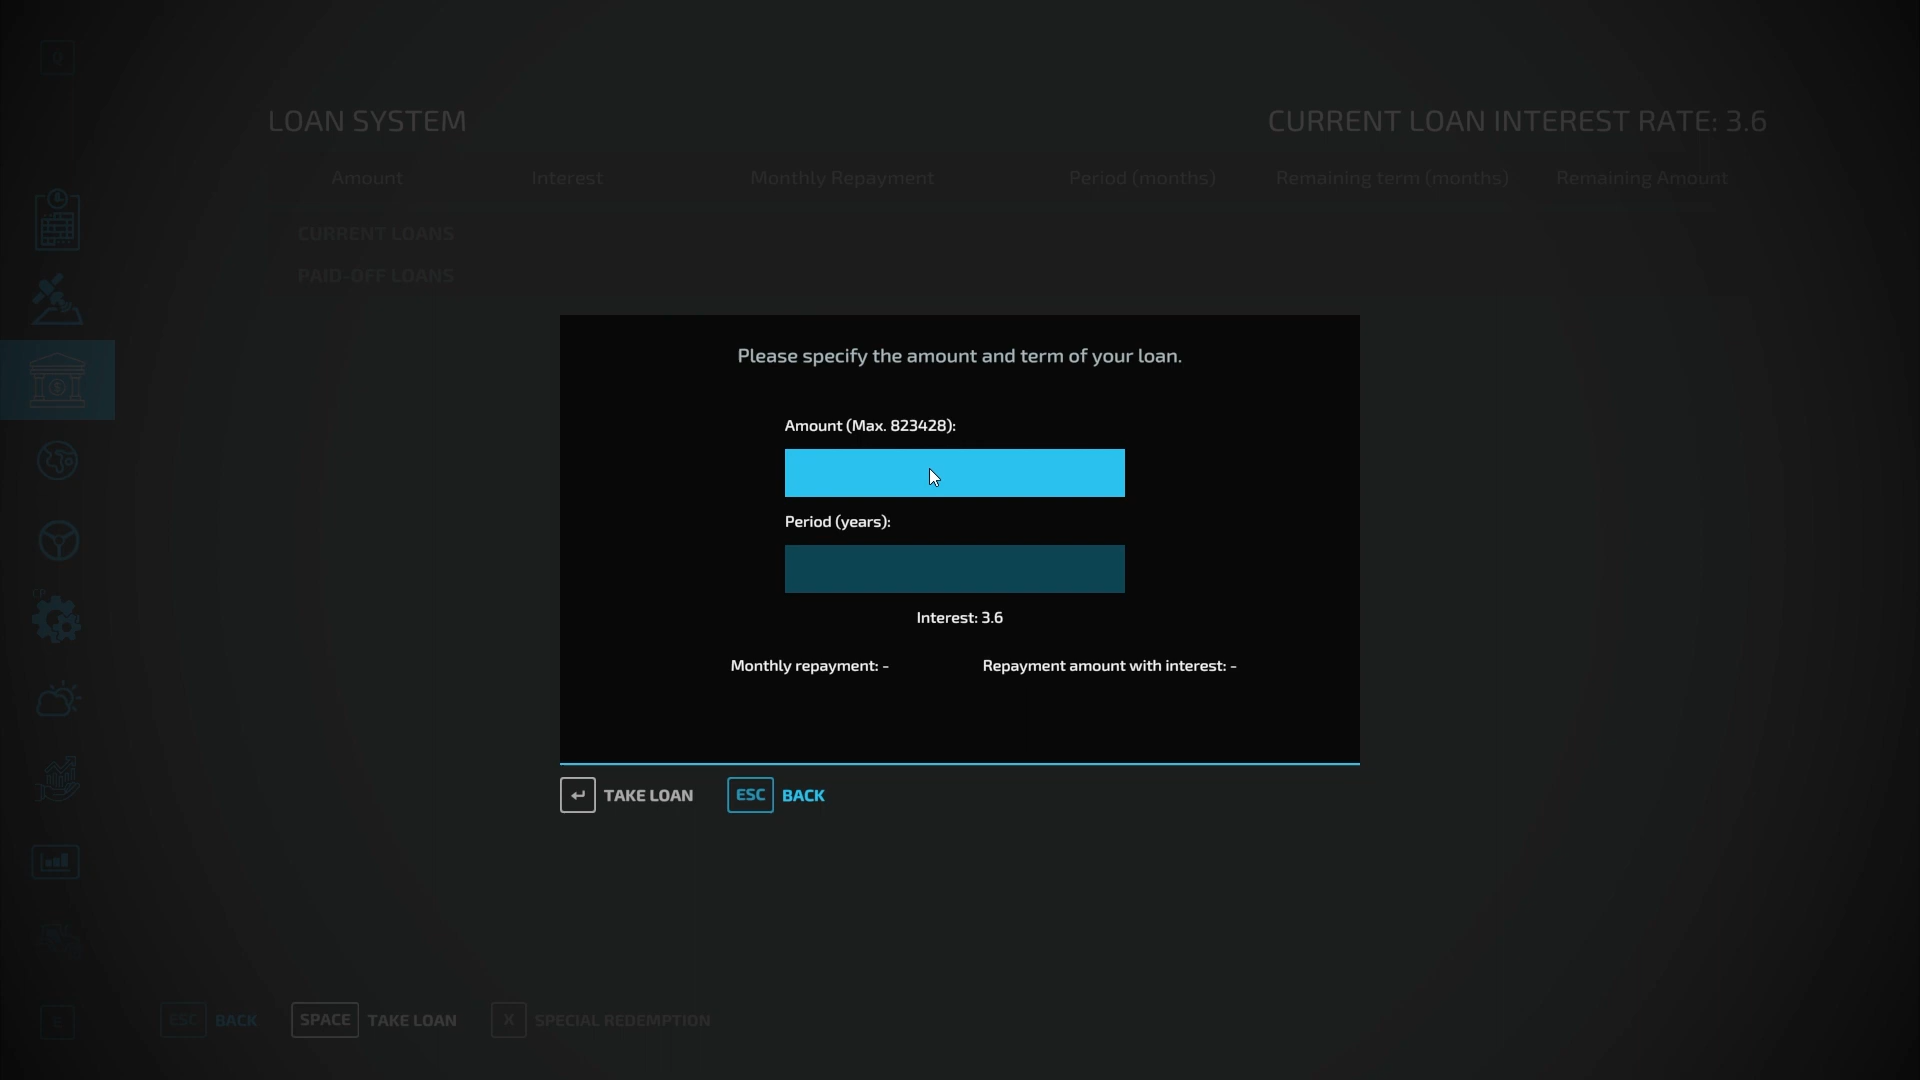 Q
LOAN SYSTEM
CURRENT LOAN INTEREST RATE: 3.6
Amount Interest Monthly Repayment Period (months) Remaining term (months) Remaining Amount
CURRENT LOANS
PAID-OFF LOANS
Please specify the amount and term of your loan.
Amount (Max. 823428):
Period (years):
Interest: 3.6
Monthly repayment: - Repayment amount with interest: -
TAKE LOAN ESC BACK
CP
E
ESC BACK SPACE TAKE LOAN X SPECIAL REDEMPTION